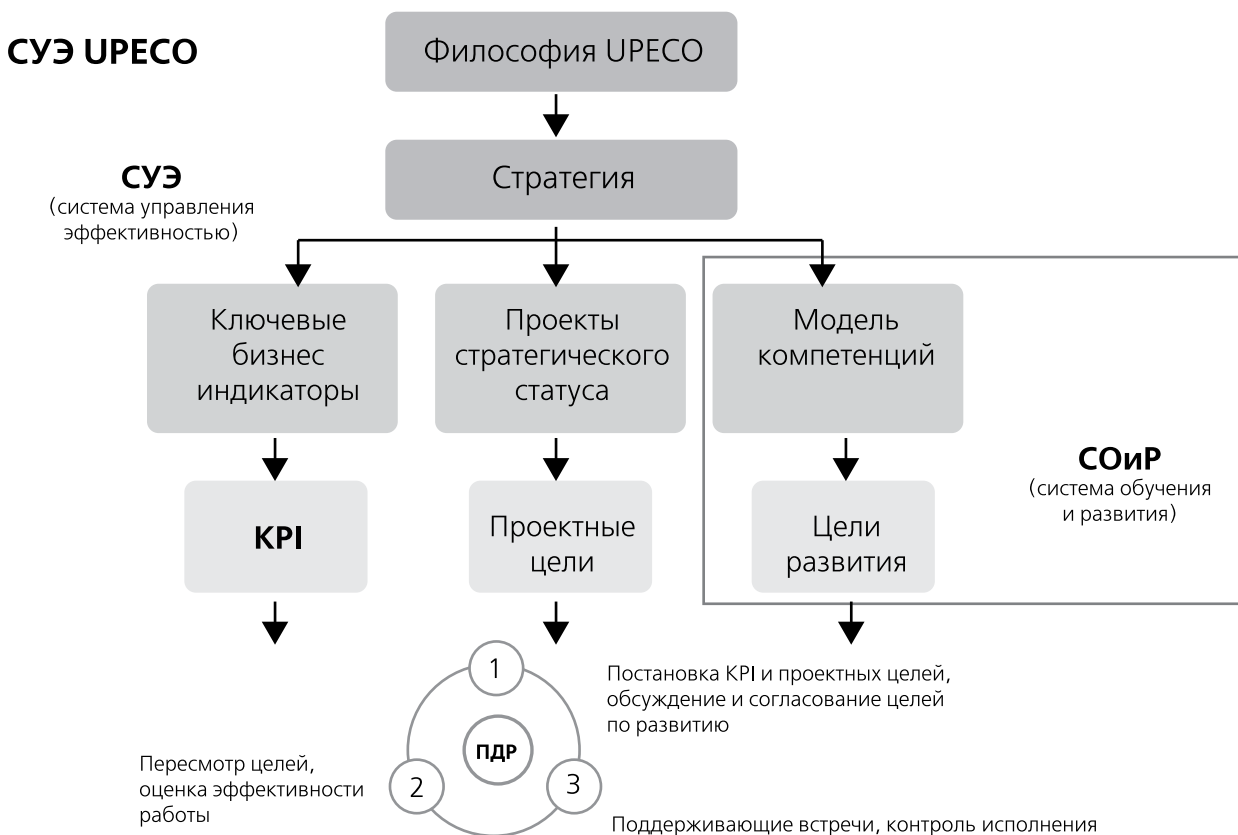 СУЭ UPECO
Философия UPECO
Стратегия
СУЭ
(система управления
эффективностью)
Ключевые
бизнес
индикаторы
Проекты
стратегического
статуса
Модель
компетенций
KPI
Проектные
цели
Цели
развития
СОиР
(система обучения
и развития)
1
Постановка KPI и проектных целей,
обсуждение и согласование целей
по развитию
ПДР
Пересмотр целей,
оценка эффективности
работы
2
3
Поддерживающие встречи, контроль исполнения